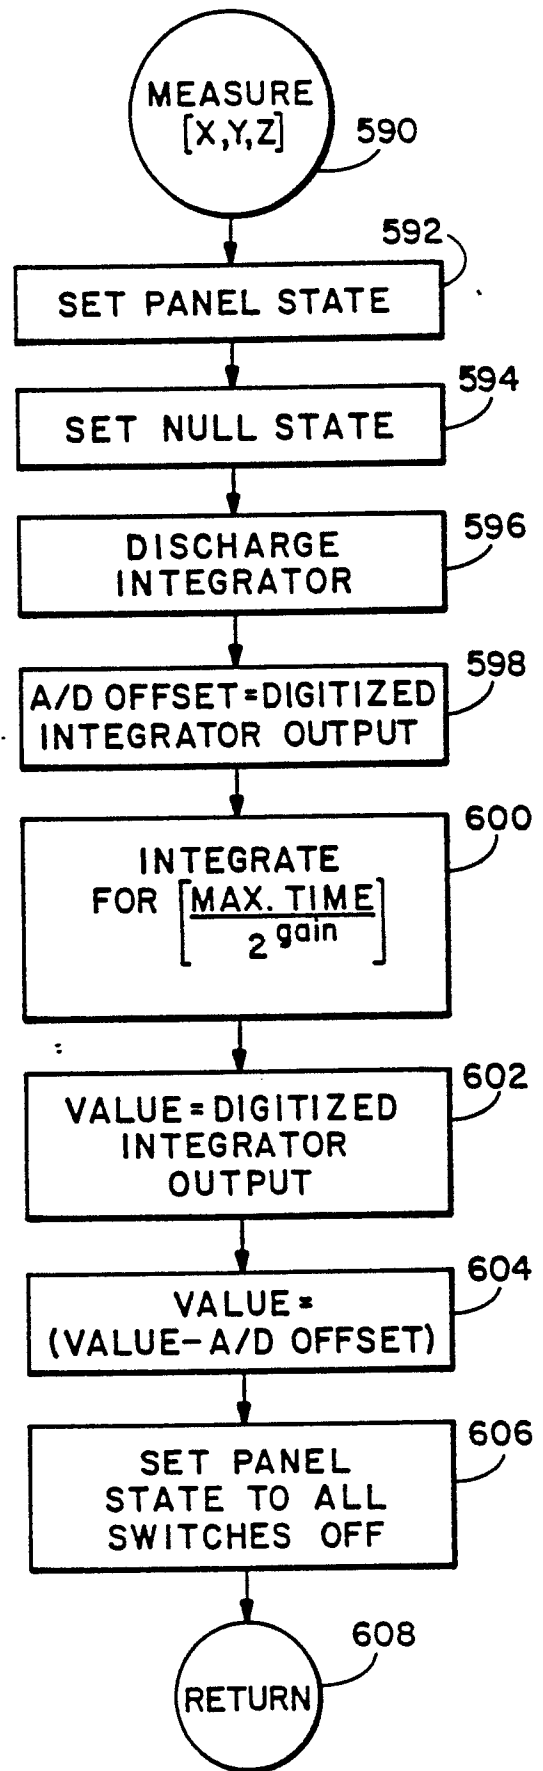 MEASURE
[X,Y,Z]
590
592
SET PANEL STATE
594
SET NULL STATE
596
DISCHARGE
INTEGRATOR
598
A/D OFFSET=DIGITIZED
INTEGRATOR OUTPUT
600
INTEGRATE
FOR [MAX. TIME
2 gain]
602
VALUE=DIGITIZED
INTEGRATOR
OUTPUT
604
VALUE=
(VALUE-A/D OFFSET)
606
SET PANEL
STATE TO ALL
SWITCHES OFF
608
RETURN